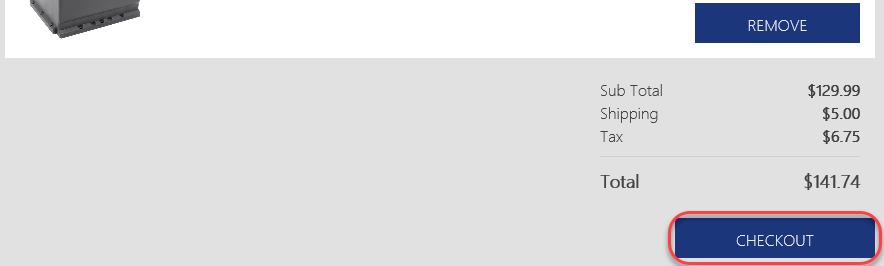 REMOVE
Sub Total $129.99
Shipping $5.00
Tax $6.75
Total $141.74
CHECKOUT